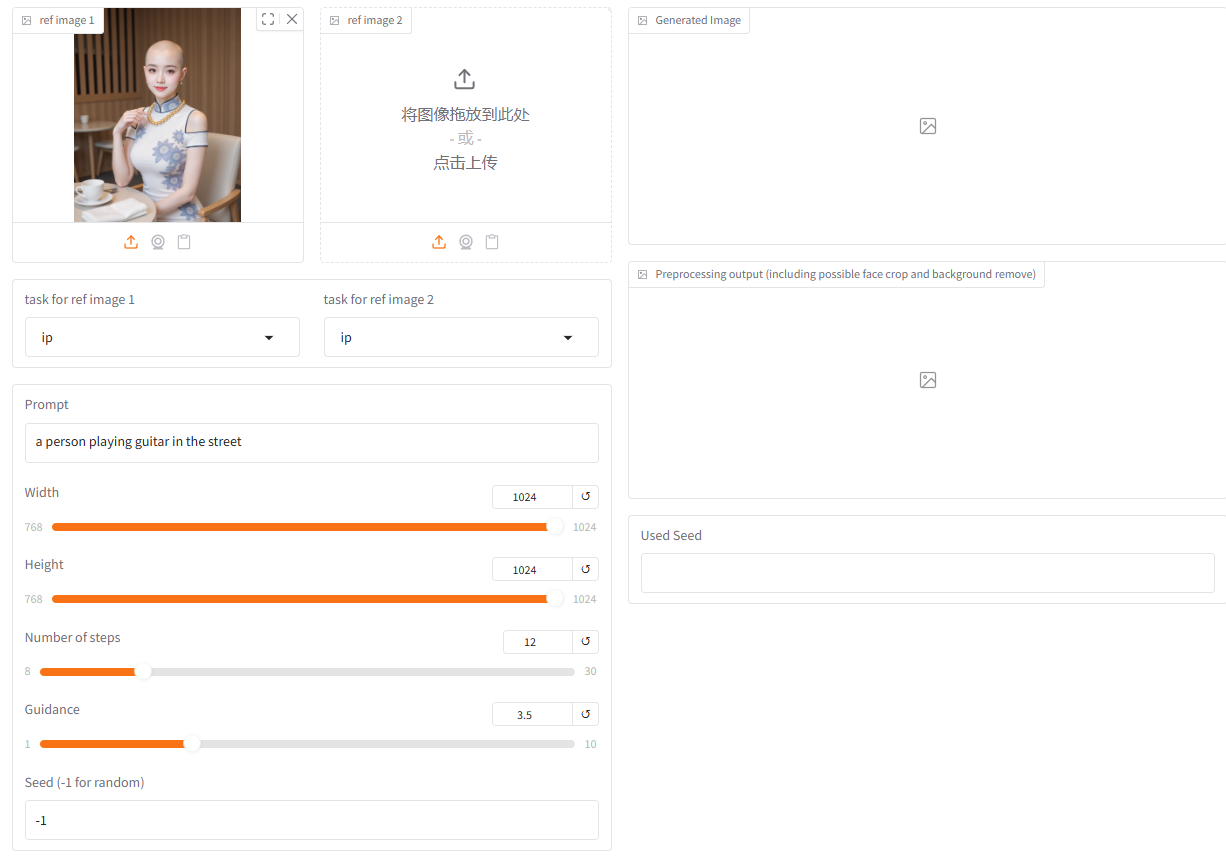 ref image 1
ref image 2
将图像拖放到此处
- 或 -
点击上传
task for ref image 1
ip
task for ref image 2
ip
Prompt
a person playing guitar in the street
Width
1024
↺
768
1024
Height
1024
↺
768
1024
Number of steps
12
↺
8
30
Guidance
3.5
↺
1
10
Seed (-1 for random)
-1
Generated Image
Preprocessing output (including possible face crop and background remove)
Used Seed